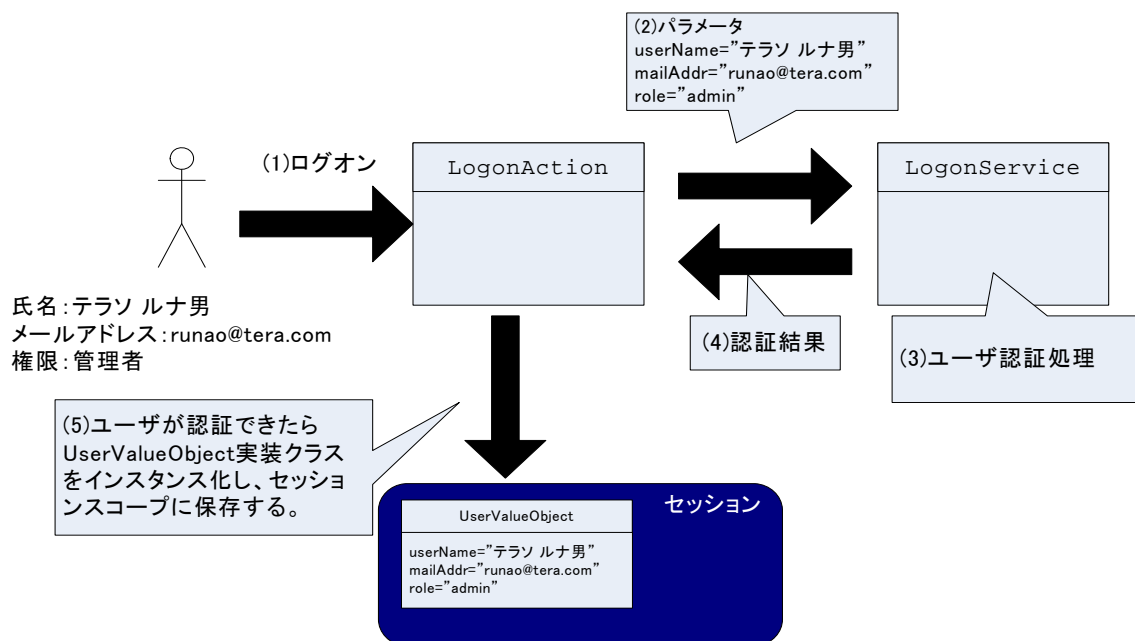 (2)パラメータ
userName=”テラソ ルナ男”
mailAddr=”runao@tera.com”
role=”admin”
(1)ログオン
LogonAction
LogonService
氏名：テラソ ルナ男
メールアドレス：runao@tera.com
権限：管理者
(4)認証結果
(3)ユーザ認証処理
(5)ユーザが認証できたら
UserValueObject実装クラス
をインスタンス化し、セッショ
ンスコープに保存する。
セッション
UserValueObject
userName=”テラソ ルナ男”
mailAddr=”runao@tera.com”
role=”admin”